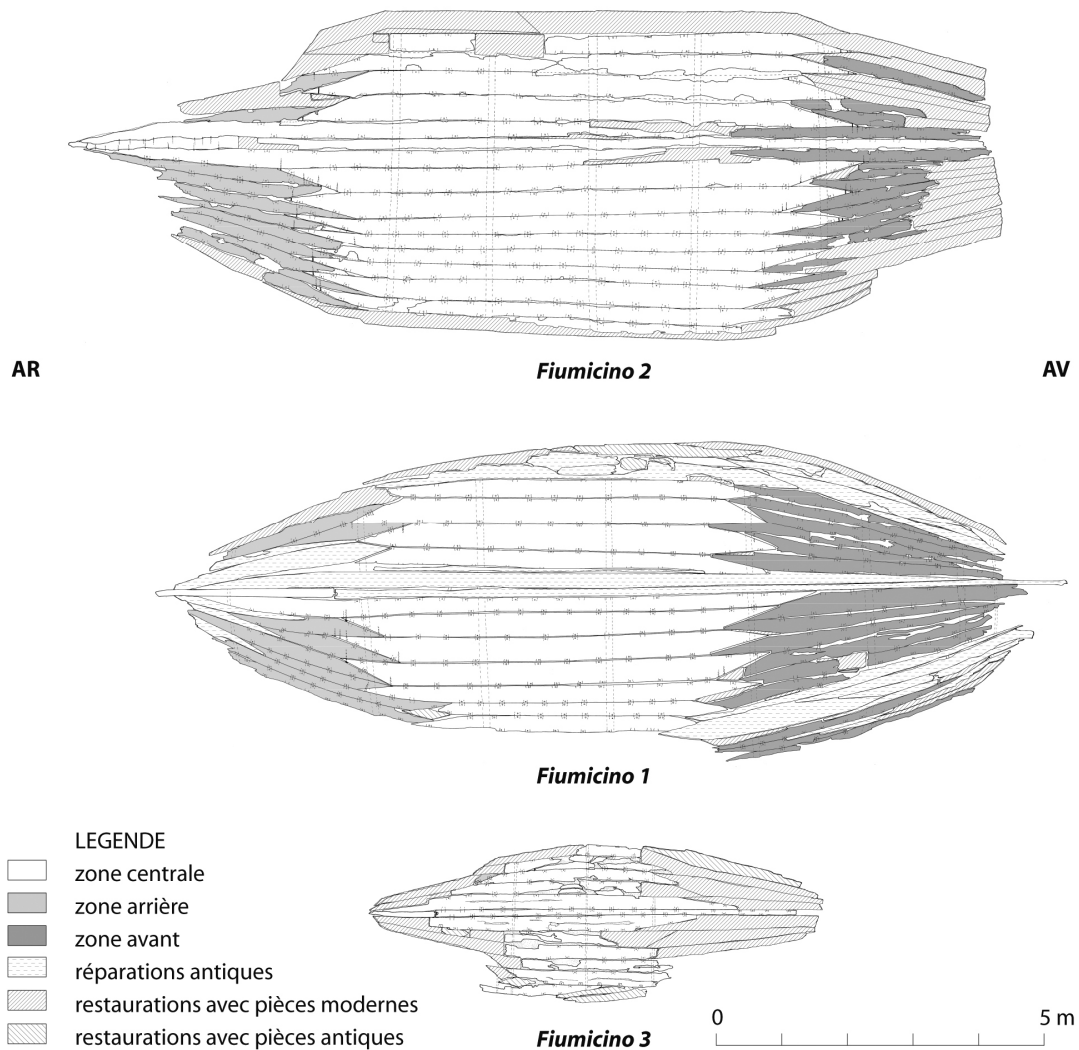 AR
Fiumicino 2
AV
Fiumicino 1
LEGENDE
zone centrale
zone arrière
zone avant
réparations antiques
restaurations avec pièces modernes
restaurations avec pièces antiques
Fiumicino 3
0
5 m